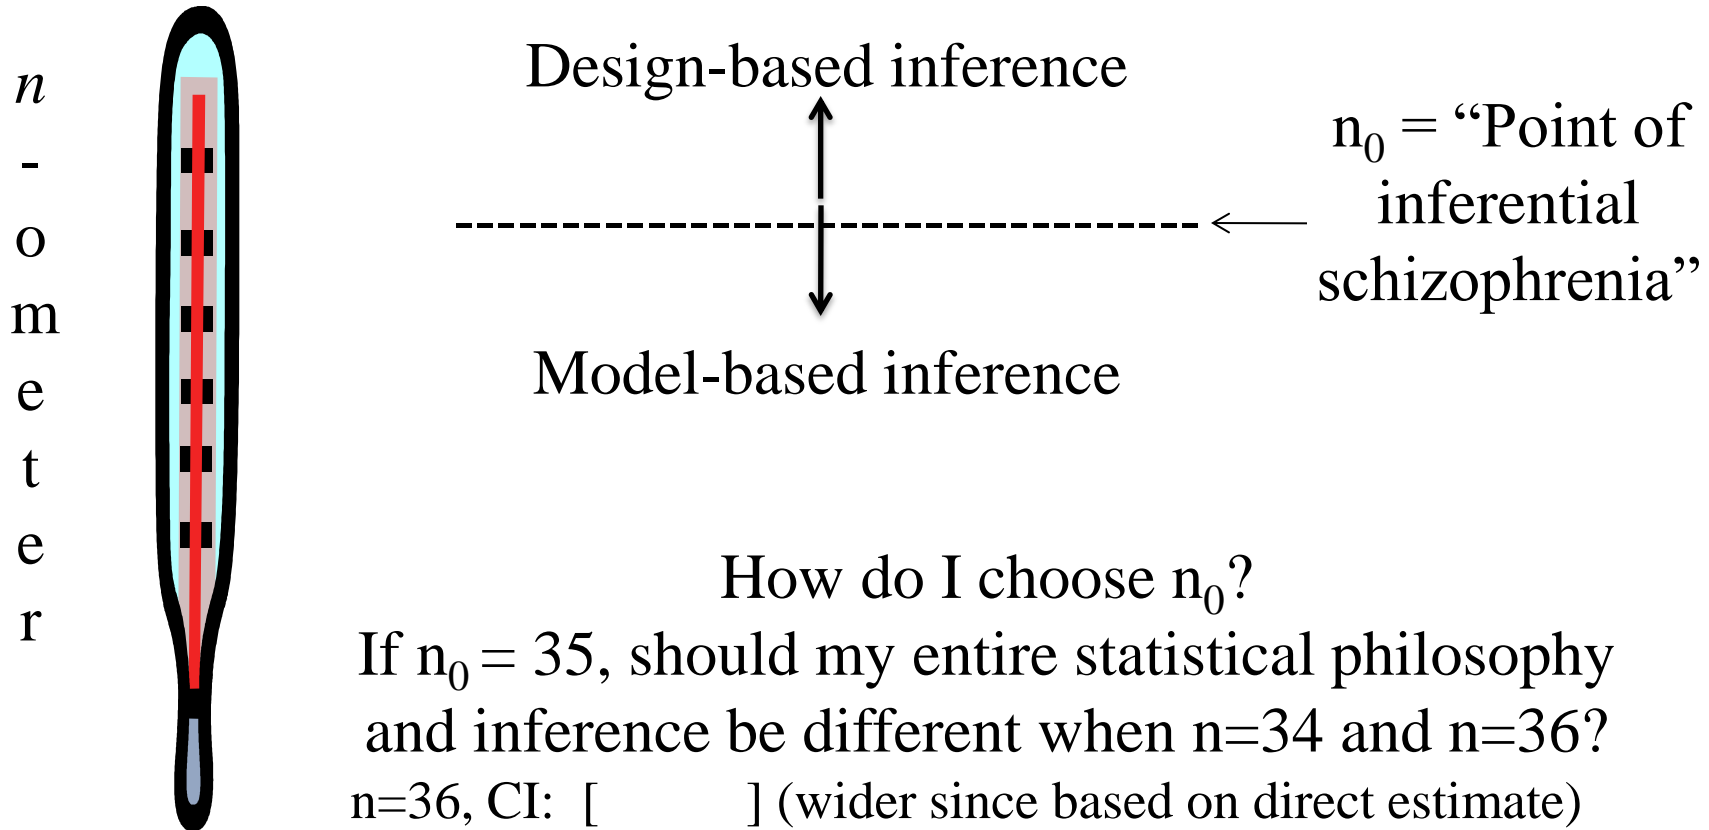 n
-
o
m
e
t
e
r
Design-based inference
n₀ = “Point of
inferential
schizophrenia”
Model-based inference
How do I choose n₀?
If n₀ = 35, should my entire statistical philosophy
and inference be different when n=34 and n=36?
n=36, CI: [ ] (wider since based on direct estimate)